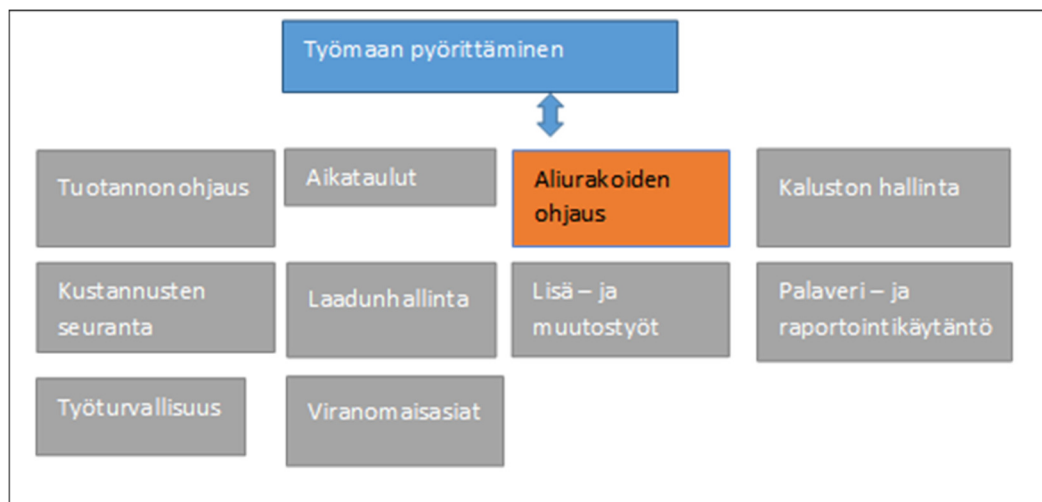 Työmaan pyörittäminen
Tuotannonohjaus
Aikataulut
Aliurakoiden
ohjaus
Kaluston hallinta
Kustannusten
seuranta
Laadunhallinta
Lisä – ja
muutostyöt
Palaveri – ja
raportointikäytäntö
Työturvallisuus
Viranomaisasiat